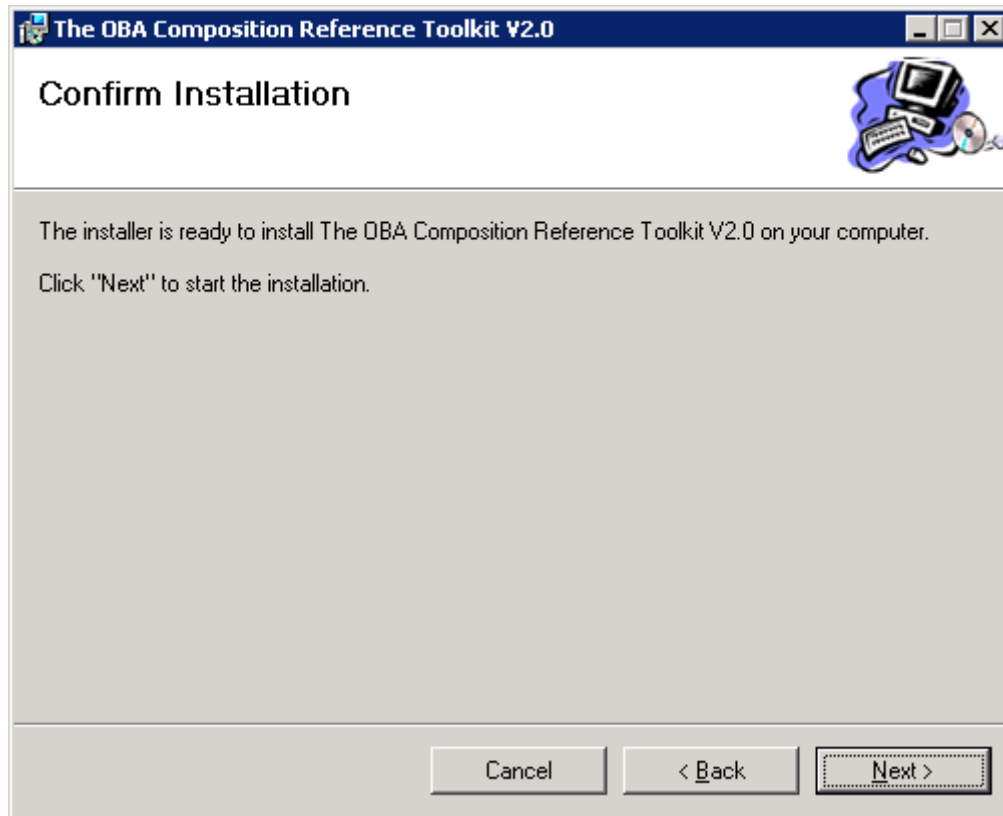 The OBA Composition Reference Toolkit V2.0
Confirm Installation
The installer is ready to install The OBA Composition Reference Toolkit V2.0 on your computer.
Click "Next" to start the installation.
Cancel
< Back
Next >